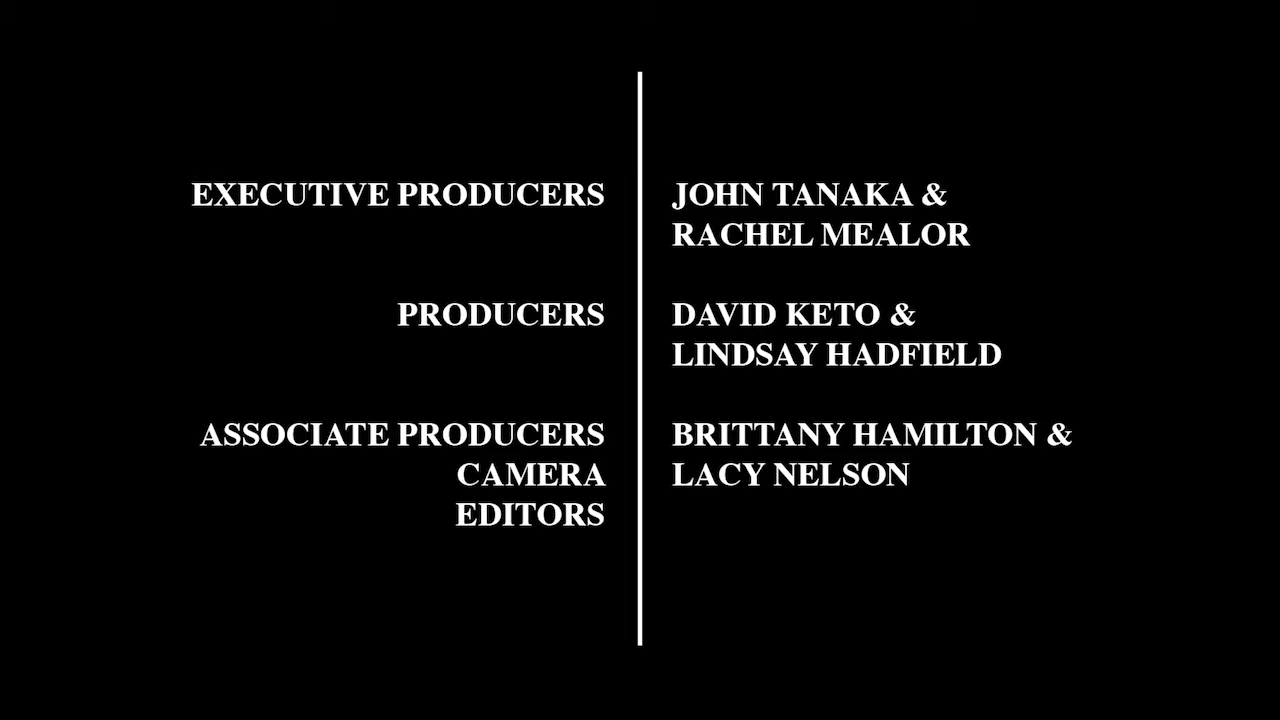 EXECUTIVE PRODUCERS
JOHN TANAKA &
RACHEL MEALOR
PRODUCERS
DAVID KETO &
LINDSAY HADFIELD
ASSOCIATE PRODUCERS
CAMERA
EDITORS
BRITTANY HAMILTON &
LACY NELSON